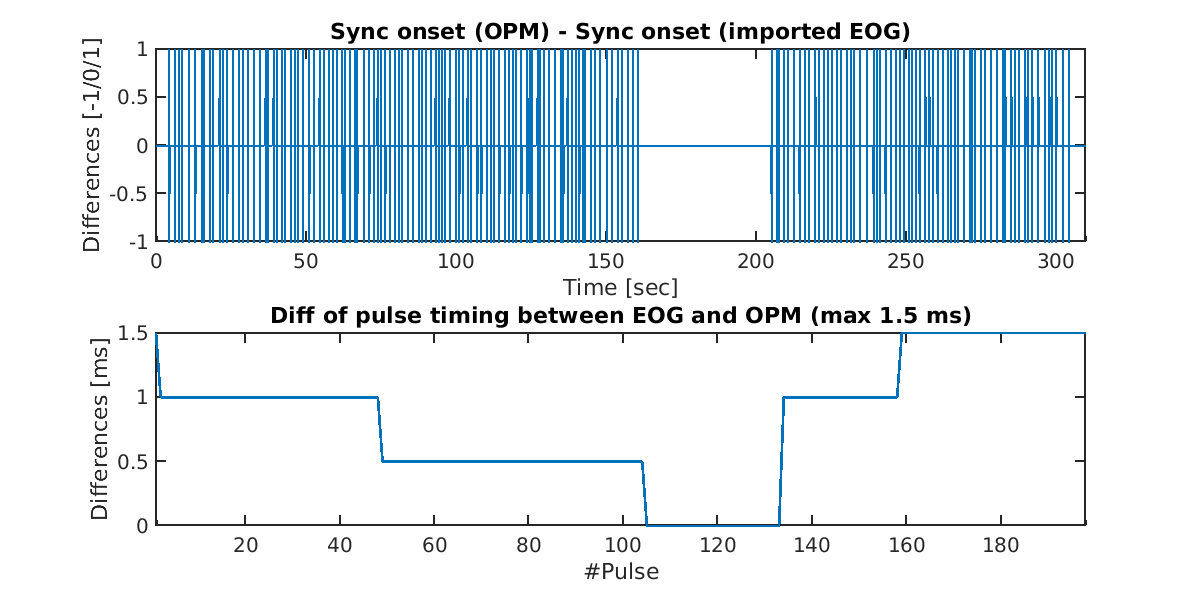 Sync onset (OPM) - Sync onset (imported EOG)
Differences [-1/0/1]
1
0.5
0
-0.5
-1
0 50 100 150 200 250 300
Time [sec]
Diff of pulse timing between EOG and OPM (max 1.5 ms)
Differences [ms]
1.5
1
0.5
0
20 40 60 80 100 120 140 160 180
#Pulse